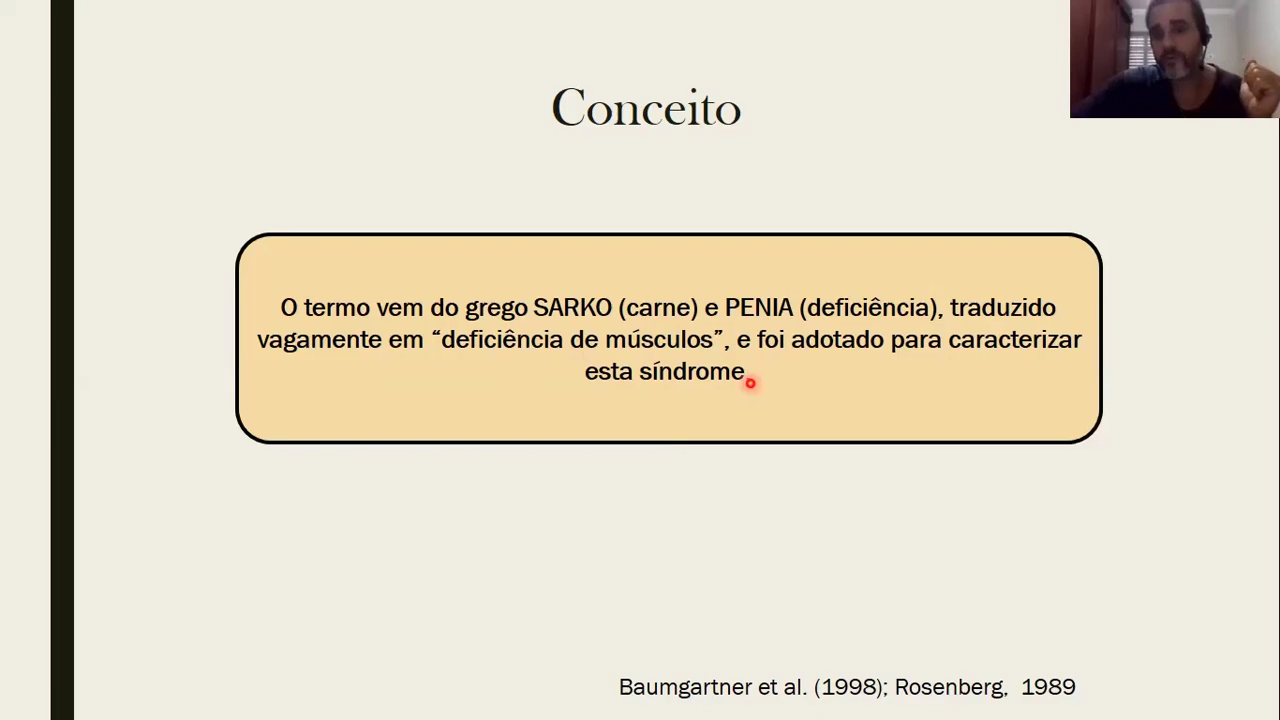 Conceito
O termo vem do grego SARKO (carne) e PENIA (deficiência), traduzido
vagamente em “deficiência de músculos”, e foi adotado para caracterizar
esta síndrome.
Baumgartner et al. (1998); Rosenberg,  1989